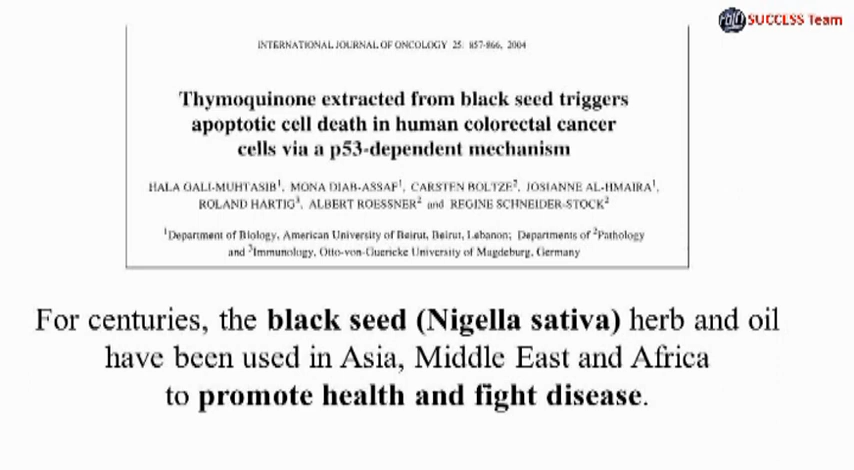 SUCCLSS Team
INTERNATIONAL JOURNAL OF ONCOLOGY 25: 857-866, 2004
Thymoquinone extracted from black seed triggers
apoptotic cell death in human colorectal cancer
cells via a p53-dependent mechanism
HALA GALI-MUHTASIB1, MONA DIAB-ASSAF1, CARSTEN BOLTZE2, JOSIANNE AL-HMAIRA1,
ROLAND HARTIG3, ALBERT ROESSNER2 and REGINE SCHNEIDER-STOCK2
1Department of Biology, American University of Beirut, Beirut, Lebanon; Departments of 2Pathology
and 3Immunology, Otto-von-Guericke University of Magdeburg, Germany
For centuries, the black seed (Nigella sativa) herb and oil
have been used in Asia, Middle East and Africa
to promote health and fight disease.